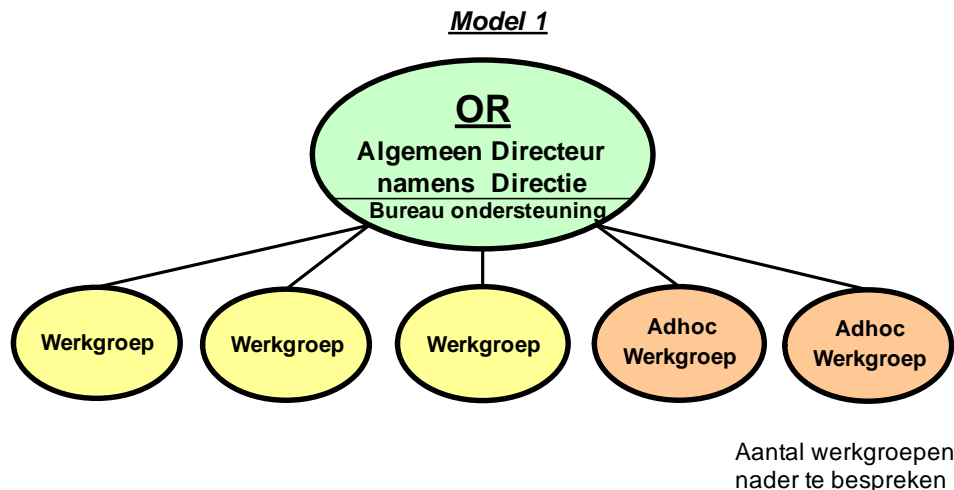 Model 1
OR
Algemeen Directeur
namens Directie
Bureau ondersteuning
Werkgroep
Werkgroep
Werkgroep
Adhoc
Werkgroep
Adhoc
Werkgroep
Aantal werkgroepen
nader te bespreken